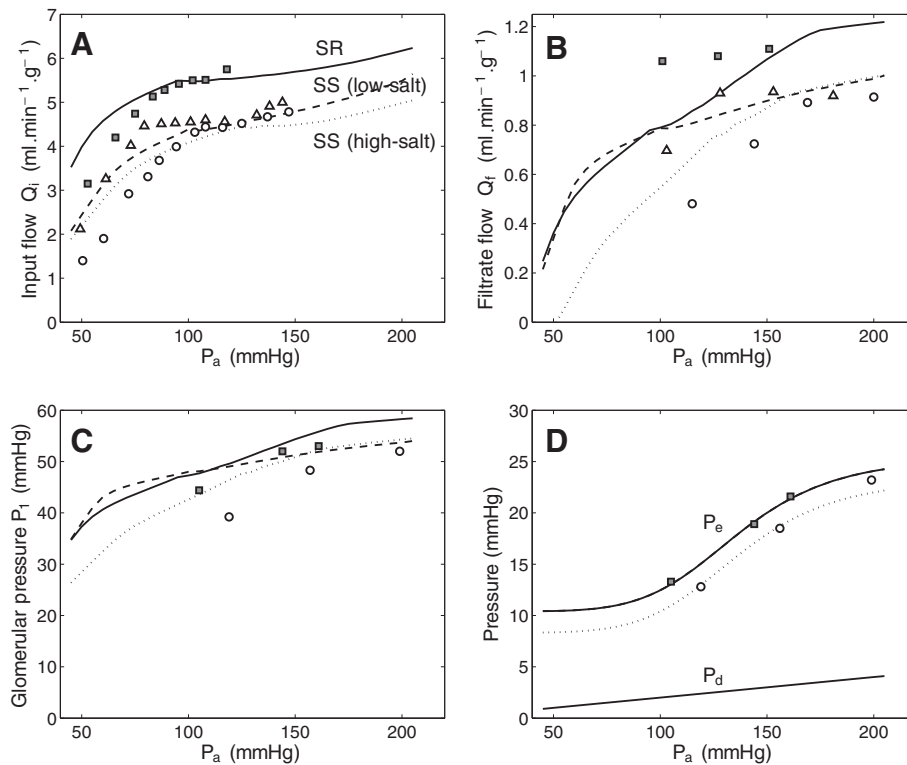 A
SR
SS (low-salt)
SS (high-salt)
Input flow Q_i (ml.min⁻¹.g⁻¹)
0 1 2 3 4 5 6 7
50 100 150 200
P_a (mmHg)
B
Filtrate flow Q_f (ml.min⁻¹.g⁻¹)
0 0.2 0.4 0.6 0.8 1 1.2
50 100 150 200
P_a (mmHg)
C
Glomerular pressure P_1 (mmHg)
0 10 20 30 40 50 60
50 100 150 200
P_a (mmHg)
D
P_e
P_d
Pressure (mmHg)
0 5 10 15 20 25 30
50 100 150 200
P_a (mmHg)